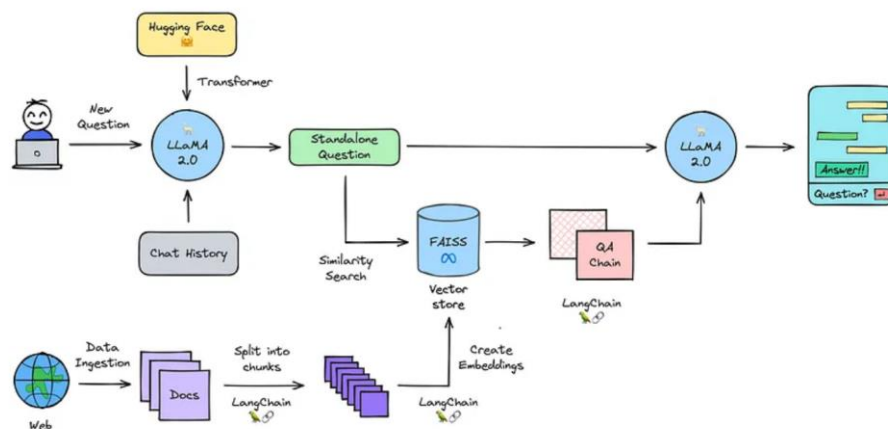 Hugging Face
Transformer
New
Question
LLaMA
2.0
Standalone
Question
LLaMA
2.0
Answer!!
Question?
Chat History
Similarity
Search
FAISS
Vector
store
QA
Chain
LangChain
Data
Ingestion
Web
Docs
Split into
chunks
LangChain
Create
Embeddings
LangChain